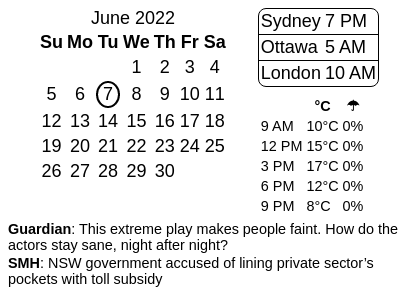 June 2022
Su Mo Tu We Th Fr Sa
1 2 3 4
5 6 7 8 9 10 11
12 13 14 15 16 17 18
19 20 21 22 23 24 25
26 27 28 29 30
Sydney 7 PM
Ottawa 5 AM
London 10 AM
°C ☂
9 AM 10°C 0%
12 PM 15°C 0%
3 PM 17°C 0%
6 PM 12°C 0%
9 PM 8°C 0%
Guardian: This extreme play makes people faint. How do the
actors stay sane, night after night?
SMH: NSW government accused of lining private sector’s
pockets with toll subsidy